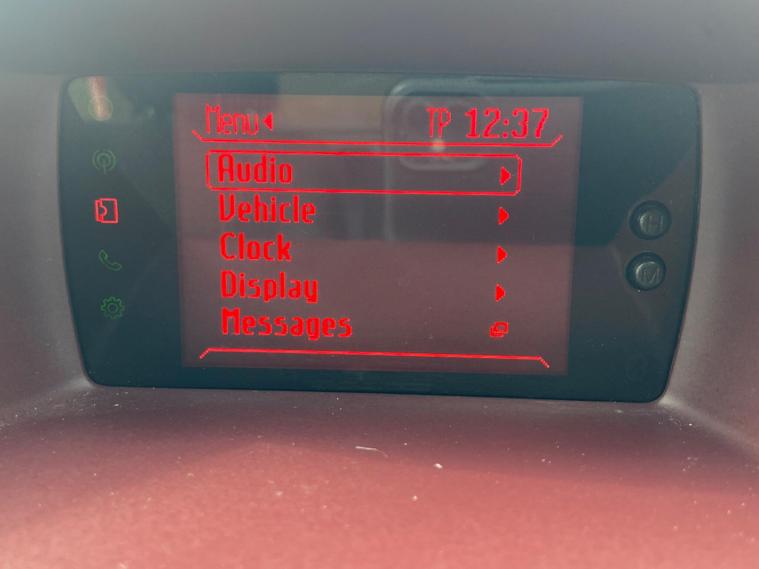 Menu TP 12:37
Audio
Vehicle
Clock
Display
Messages
H
M